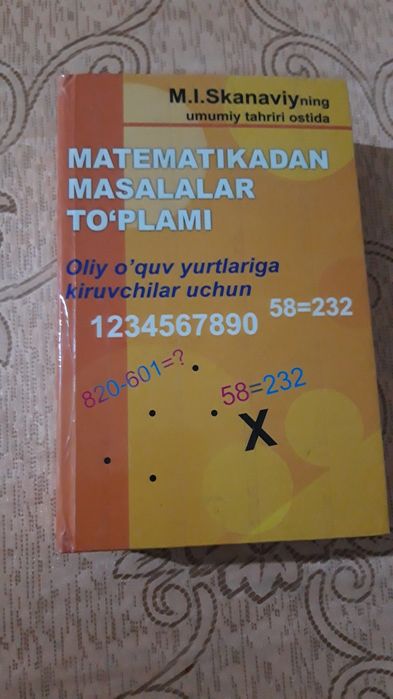 M.I.Skanaviyning
umumiy tahriri ostida
MATEMATIKADAN
MASALALAR
TO‘PLAMI
Oliy o’quv yurtlariga
kiruvchilar uchun
58=232
1234567890
820-601=?
58=232
X